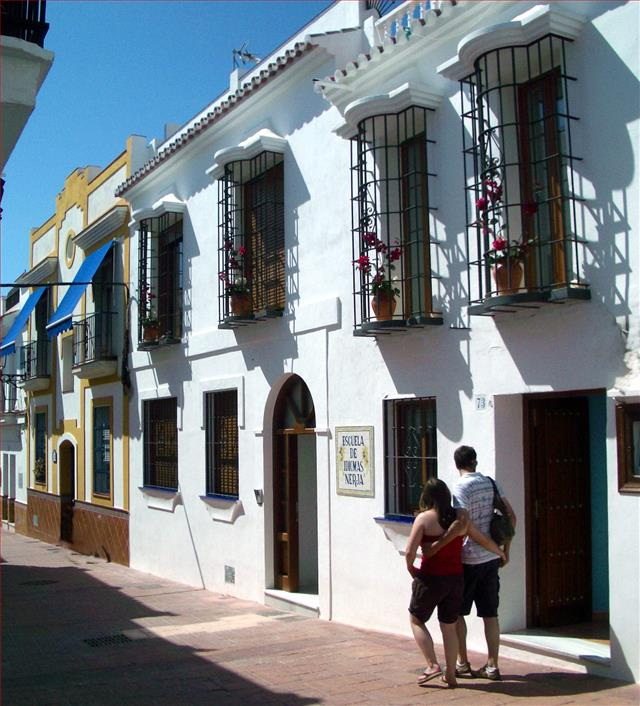 ESCUELA
DE
IDIOMAS
"NERJA"
73